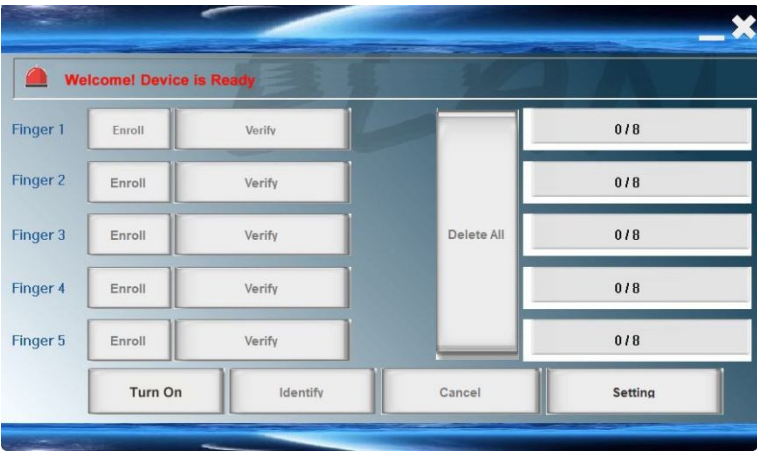 Welcome! Device is Ready
Finger 1 Enroll Verify 0 / 8
Finger 2 Enroll Verify 0 / 8
Finger 3 Enroll Verify Delete All 0 / 8
Finger 4 Enroll Verify 0 / 8
Finger 5 Enroll Verify 0 / 8
Turn On Identify Cancel Setting